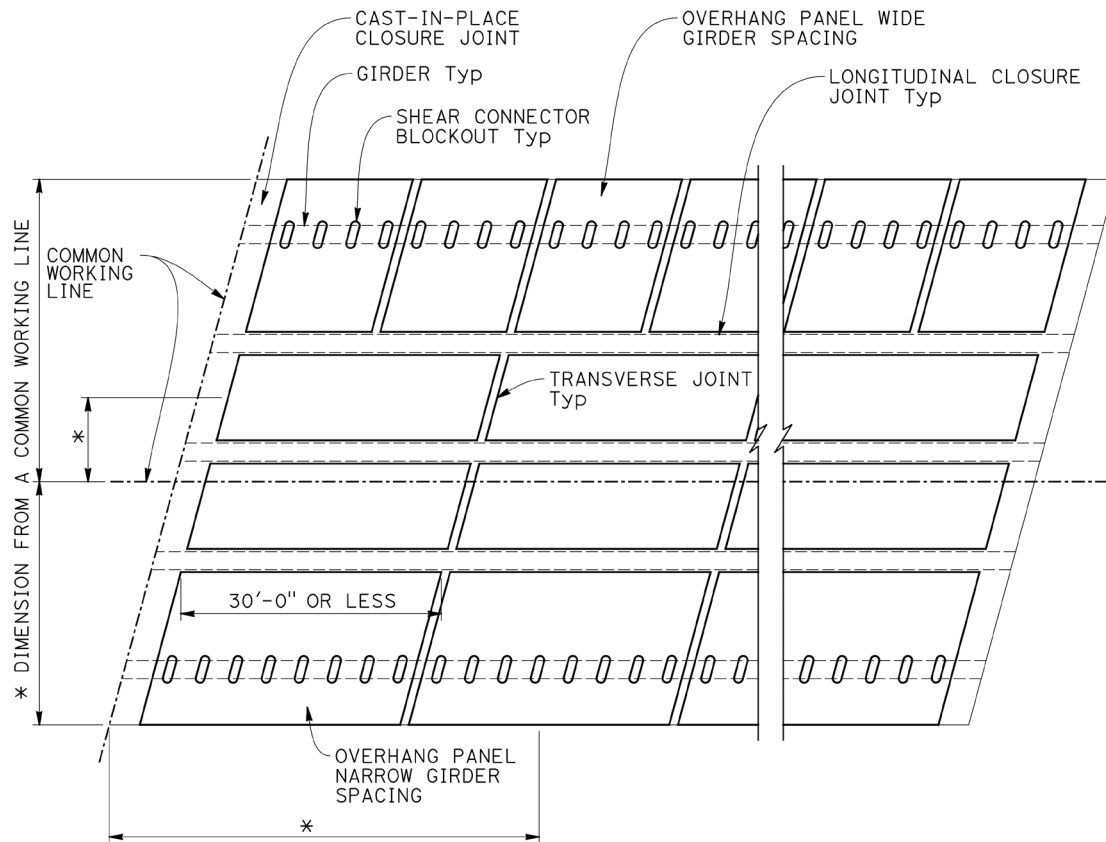 CAST-IN-PLACE
CLOSURE JOINT
OVERHANG PANEL WIDE
GIRDER SPACING
GIRDER Typ
LONGITUDINAL CLOSURE
JOINT Typ
SHEAR CONNECTOR
BLOCKOUT Typ
COMMON
WORKING
LINE
* DIMENSION FROM A COMMON WORKING LINE
TRANSVERSE JOINT
Typ
*
30'-0" OR LESS
OVERHANG PANEL
NARROW GIRDER
SPACING
*